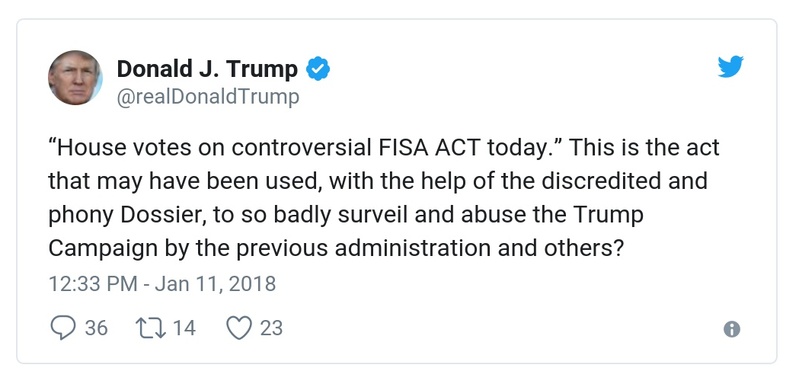 Donald J. Trump
@realDonaldTrump
“House votes on controversial FISA ACT today.” This is the act
that may have been used, with the help of the discredited and
phony Dossier, to so badly surveil and abuse the Trump
Campaign by the previous administration and others?
12:33 PM - Jan 11, 2018
36 14 23